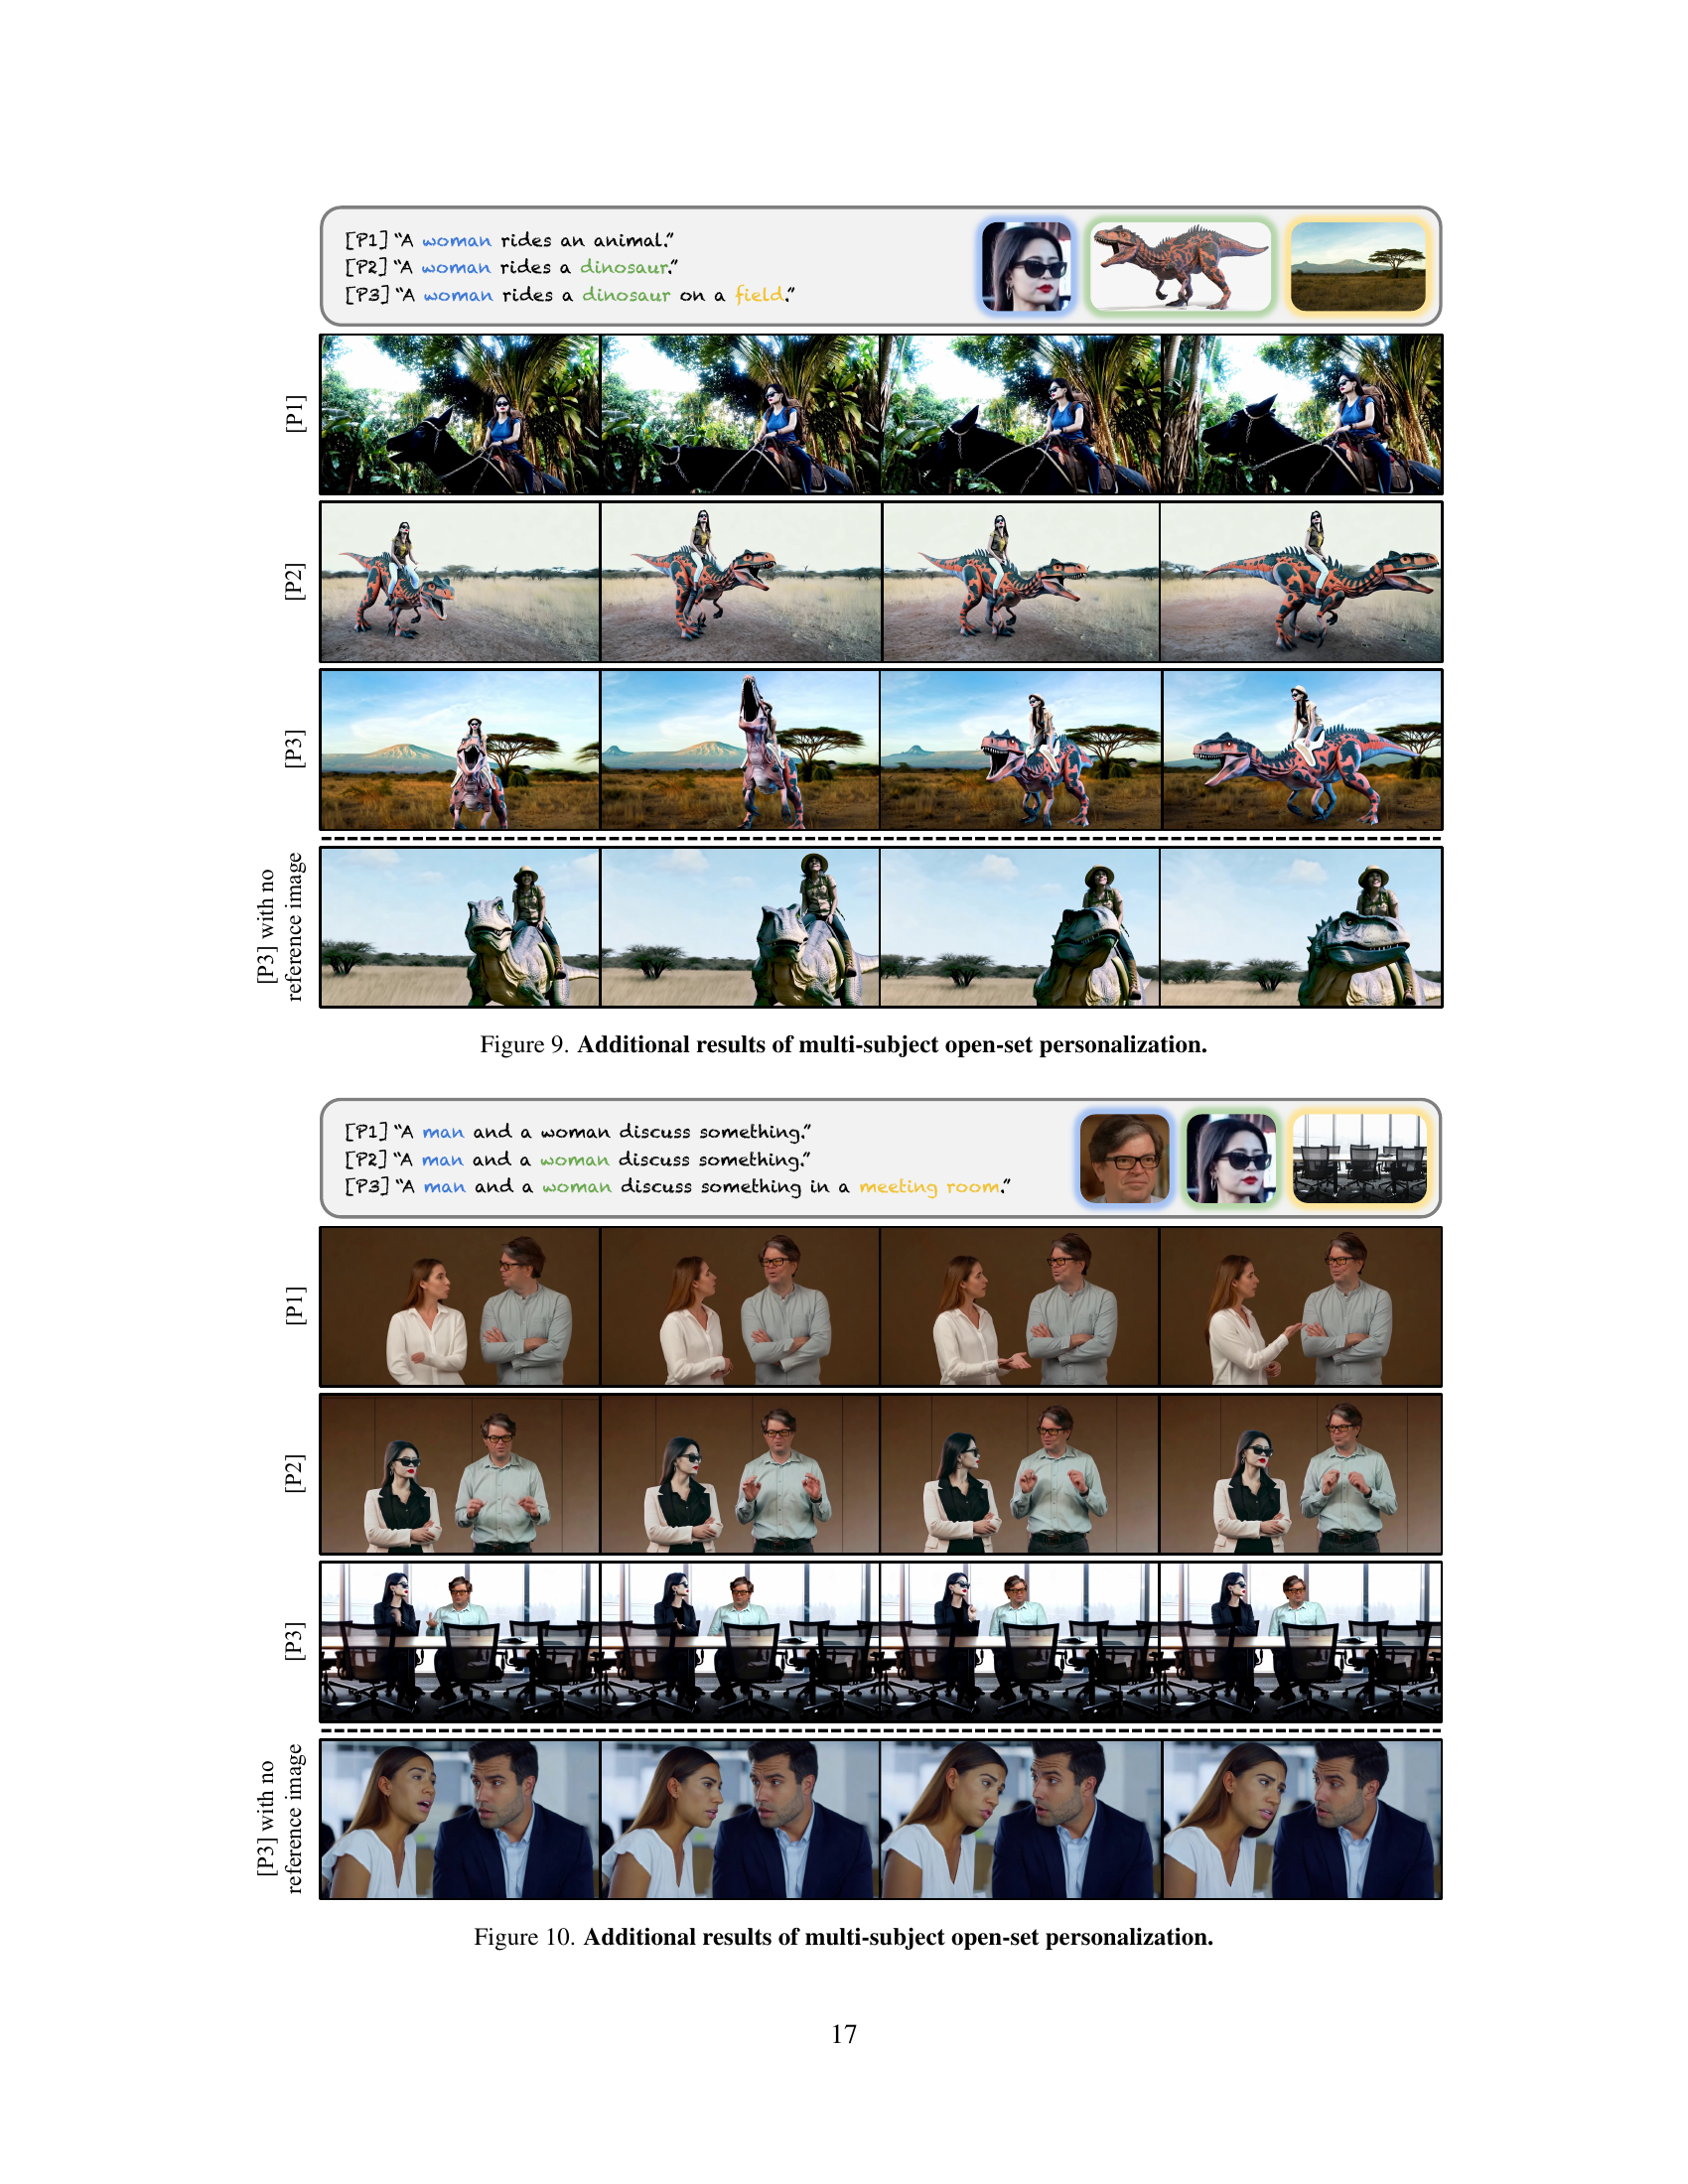 [P1] “A woman rides an animal.”
[P2] “A woman rides a dinosaur.”
[P3] “A woman rides a dinosaur on a field.”
[P1]
[P2]
[P3]
[P3] with no
reference image
Figure 9. Additional results of multi-subject open-set personalization.
[P1] “A man and a woman discuss something.”
[P2] “A man and a woman discuss something.”
[P3] “A man and a woman discuss something in a meeting room.”
[P1]
[P2]
[P3]
[P3] with no
reference image
Figure 10. Additional results of multi-subject open-set personalization.
17